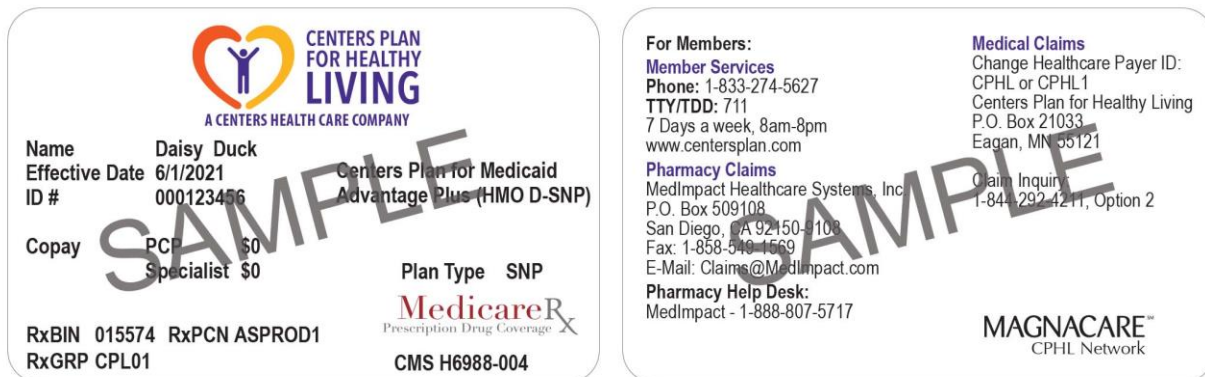 CENTERS PLAN
FOR HEALTHY
LIVING
A CENTERS HEALTH CARE COMPANY
Name Daisy Duck
Effective Date 6/1/2021
ID # 000123456
Centers Plan for Medicaid
Advantage Plus (HMO D-SNP)
Copay PCP $0
Specialist $0
Plan Type SNP
MedicareRx
Prescription Drug Coverage
RxBIN 015574 RxPCN ASPROD1
RxGRP CPL01
CMS H6988-004
SAMPLE
For Members:
Member Services
Phone: 1-833-274-5627
TTY/TDD: 711
7 Days a week, 8am-8pm
www.centersplan.com
Pharmacy Claims
MedImpact Healthcare Systems, Inc
P.O. Box 509108
San Diego, CA 92150-9108
Fax: 1-858-549-1569
E-Mail: Claims@MedImpact.com
Pharmacy Help Desk:
MedImpact - 1-888-807-5717
Medical Claims
Change Healthcare Payer ID:
CPHL or CPHL1
Centers Plan for Healthy Living
P.O. Box 21033
Eagan, MN 55121
Claim Inquiry:
1-844-292-4211, Option 2
MAGNACARE℠
CPHL Network
SAMPLE